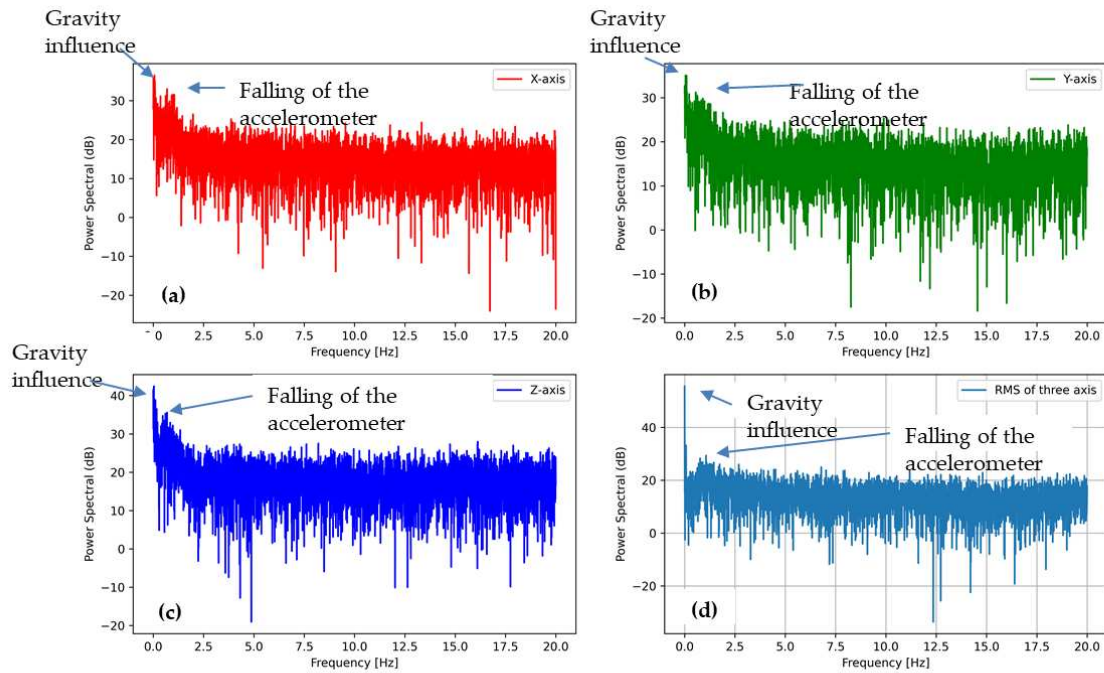 Gravity
influence
X-axis
Falling of the
accelerometer
Power Spectral (dB)
30
20
10
0
−10
−20
(a)
0
2.5
5.0
7.5
10.0
12.5
15.0
17.5
20.0
Frequency [Hz]
Gravity
influence
Y-axis
Falling of the
accelerometer
Power Spectral (dB)
30
20
10
0
−10
−20
(b)
0.0
2.5
5.0
7.5
10.0
12.5
15.0
17.5
20.0
Frequency [Hz]
Gravity
influence
Z-axis
Falling of the
accelerometer
Power Spectral (dB)
40
30
20
10
0
−10
−20
(c)
0.0
2.5
5.0
7.5
10.0
12.5
15.0
17.5
20.0
Frequency [Hz]
RMS of three axis
Gravity
influence
Falling of the
accelerometer
Power Spectral (dB)
40
20
0
−20
(d)
0.0
2.5
5.0
7.5
10.0
12.5
15.0
17.5
20.0
Frequency [Hz]